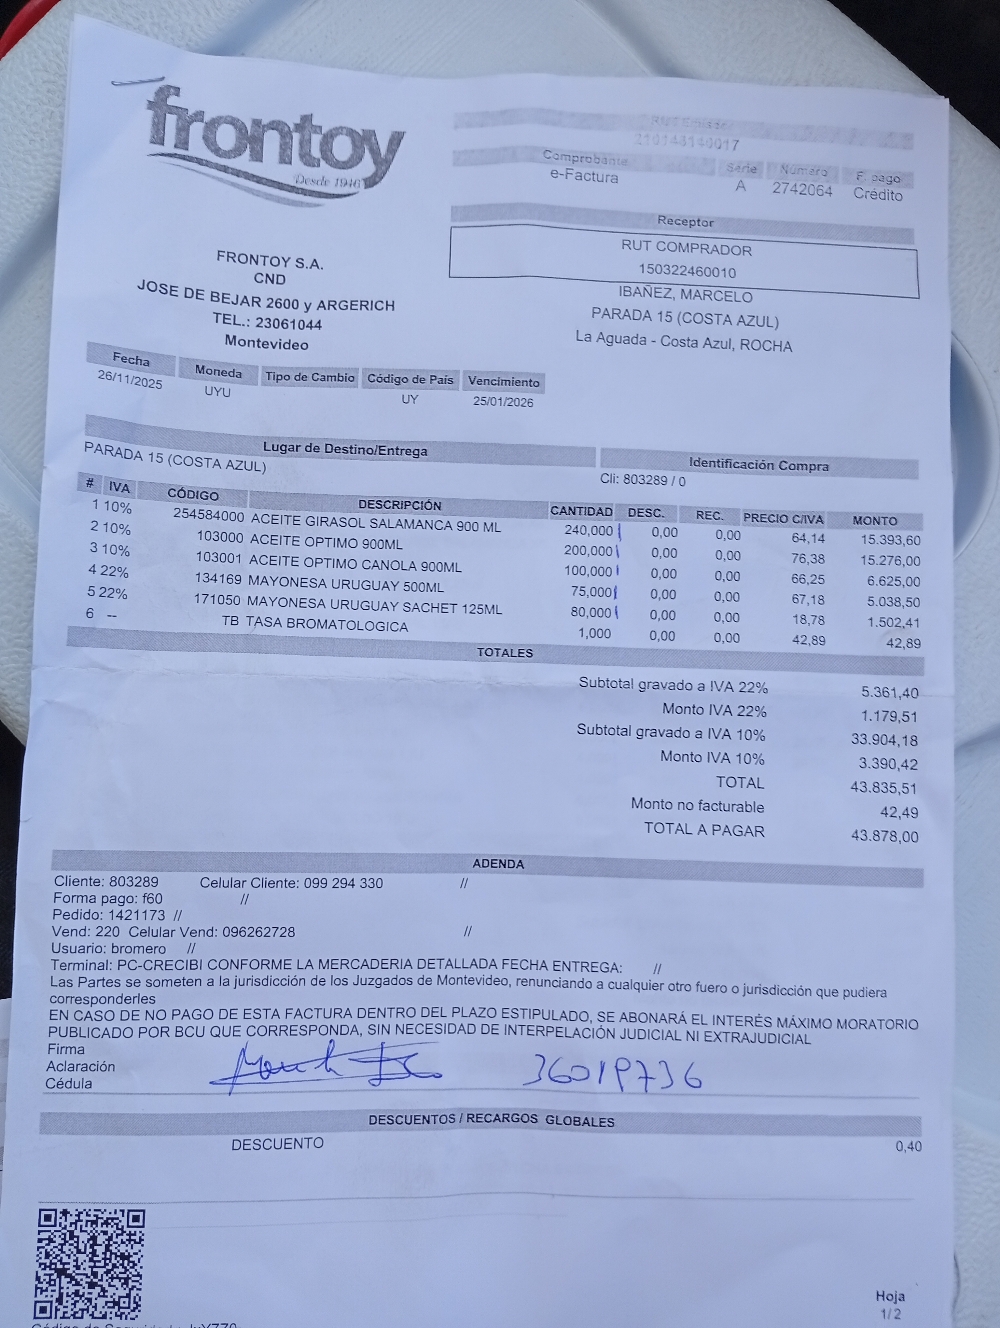 frontoy
Desde 1946
RUT Emisor
210143140017
Comprobante Serie Numero F. pago
e-Factura A 2742064 Crédito
Receptor
RUT COMPRADOR
150322460010
IBAÑEZ, MARCELO
PARADA 15 (COSTA AZUL)
La Aguada - Costa Azul, ROCHA
FRONTOY S.A.
CND
JOSE DE BEJAR 2600 y ARGERICH
TEL.: 23061044
Montevideo
Fecha Moneda Tipo de Cambio Código de País Vencimiento
26/11/2025 UYU UY 25/01/2026
Lugar de Destino/Entrega Identificación Compra
PARADA 15 (COSTA AZUL) Cli: 803289 / 0
# IVA CÓDIGO DESCRIPCIÓN CANTIDAD DESC. REC. PRECIO C/IVA MONTO
1 10% 254584000 ACEITE GIRASOL SALAMANCA 900 ML 240,000 0,00 0,00 64,14 15.393,60
2 10% 103000 ACEITE OPTIMO 900ML 200,000 0,00 0,00 76,38 15.276,00
3 10% 103001 ACEITE OPTIMO CANOLA 900ML 100,000 0,00 0,00 66,25 6.625,00
4 22% 134169 MAYONESA URUGUAY 500ML 75,000 0,00 0,00 67,18 5.038,50
5 22% 171050 MAYONESA URUGUAY SACHET 125ML 80,000 0,00 0,00 18,78 1.502,41
6 -- TB TASA BROMATOLOGICA 1,000 0,00 0,00 42,89 42,89
TOTALES
Subtotal gravado a IVA 22% 5.361,40
Monto IVA 22% 1.179,51
Subtotal gravado a IVA 10% 33.904,18
Monto IVA 10% 3.390,42
TOTAL 43.835,51
Monto no facturable 42,49
TOTAL A PAGAR 43.878,00
ADENDA
Cliente: 803289 Celular Cliente: 099 294 330 //
Forma pago: f60 //
Pedido: 1421173 //
Vend: 220 Celular Vend: 096262728 //
Usuario: bromero //
Terminal: PC-CRECIBI CONFORME LA MERCADERIA DETALLADA FECHA ENTREGA: //
Las Partes se someten a la jurisdicción de los Juzgados de Montevideo, renunciando a cualquier otro fuero o jurisdicción que pudiera
corresponderles
EN CASO DE NO PAGO DE ESTA FACTURA DENTRO DEL PLAZO ESTIPULADO, SE ABONARÁ EL INTERÉS MÁXIMO MORATORIO
PUBLICADO POR BCU QUE CORRESPONDA, SIN NECESIDAD DE INTERPELACIÓN JUDICIAL NI EXTRAJUDICIAL
Firma
Aclaración 36019736
Cédula
DESCUENTOS / RECARGOS GLOBALES
DESCUENTO 0,40
Hoja
1/2